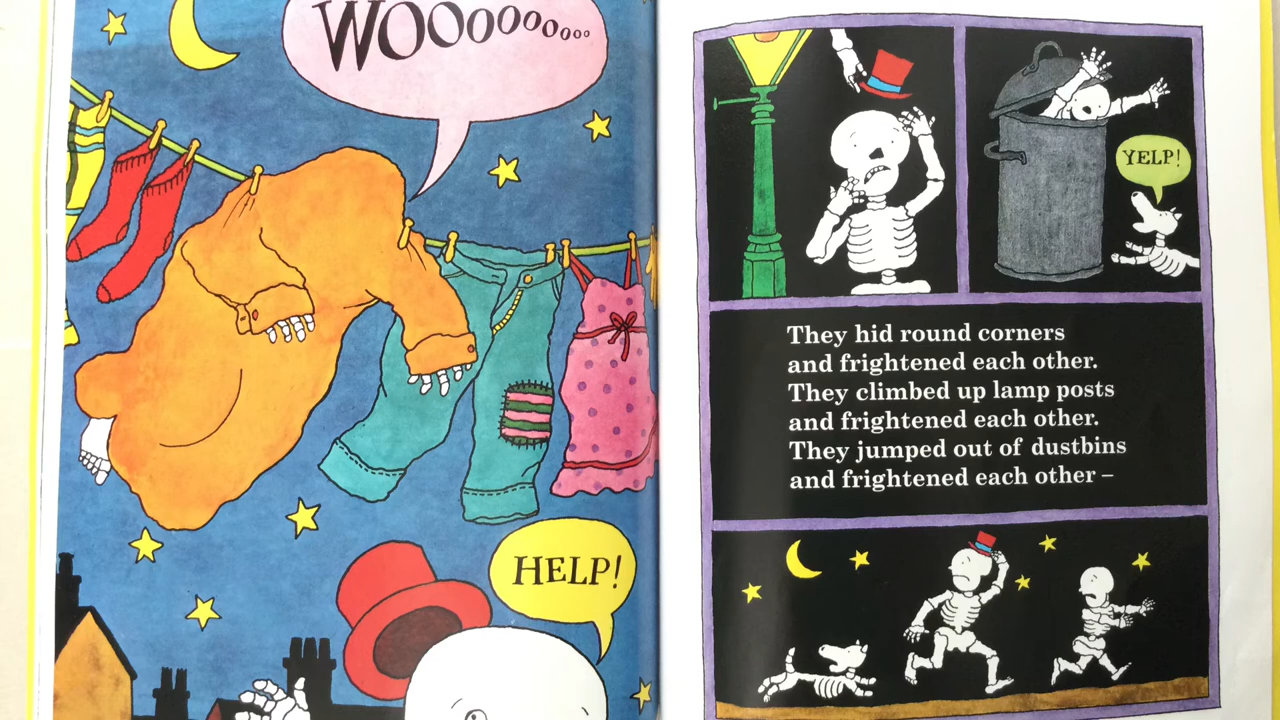 WOOooooooo...
HELP!
YELP!
They hid round corners
and frightened each other.
They climbed up lamp posts
and frightened each other.
They jumped out of dustbins
and frightened each other –